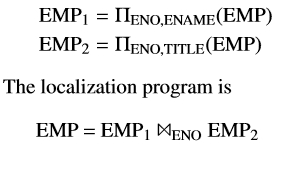 EMP₁ = Π_ENO,ENAME(EMP)
EMP₂ = Π_ENO,TITLE(EMP)
The localization program is
EMP = EMP₁ ⋈_ENO EMP₂